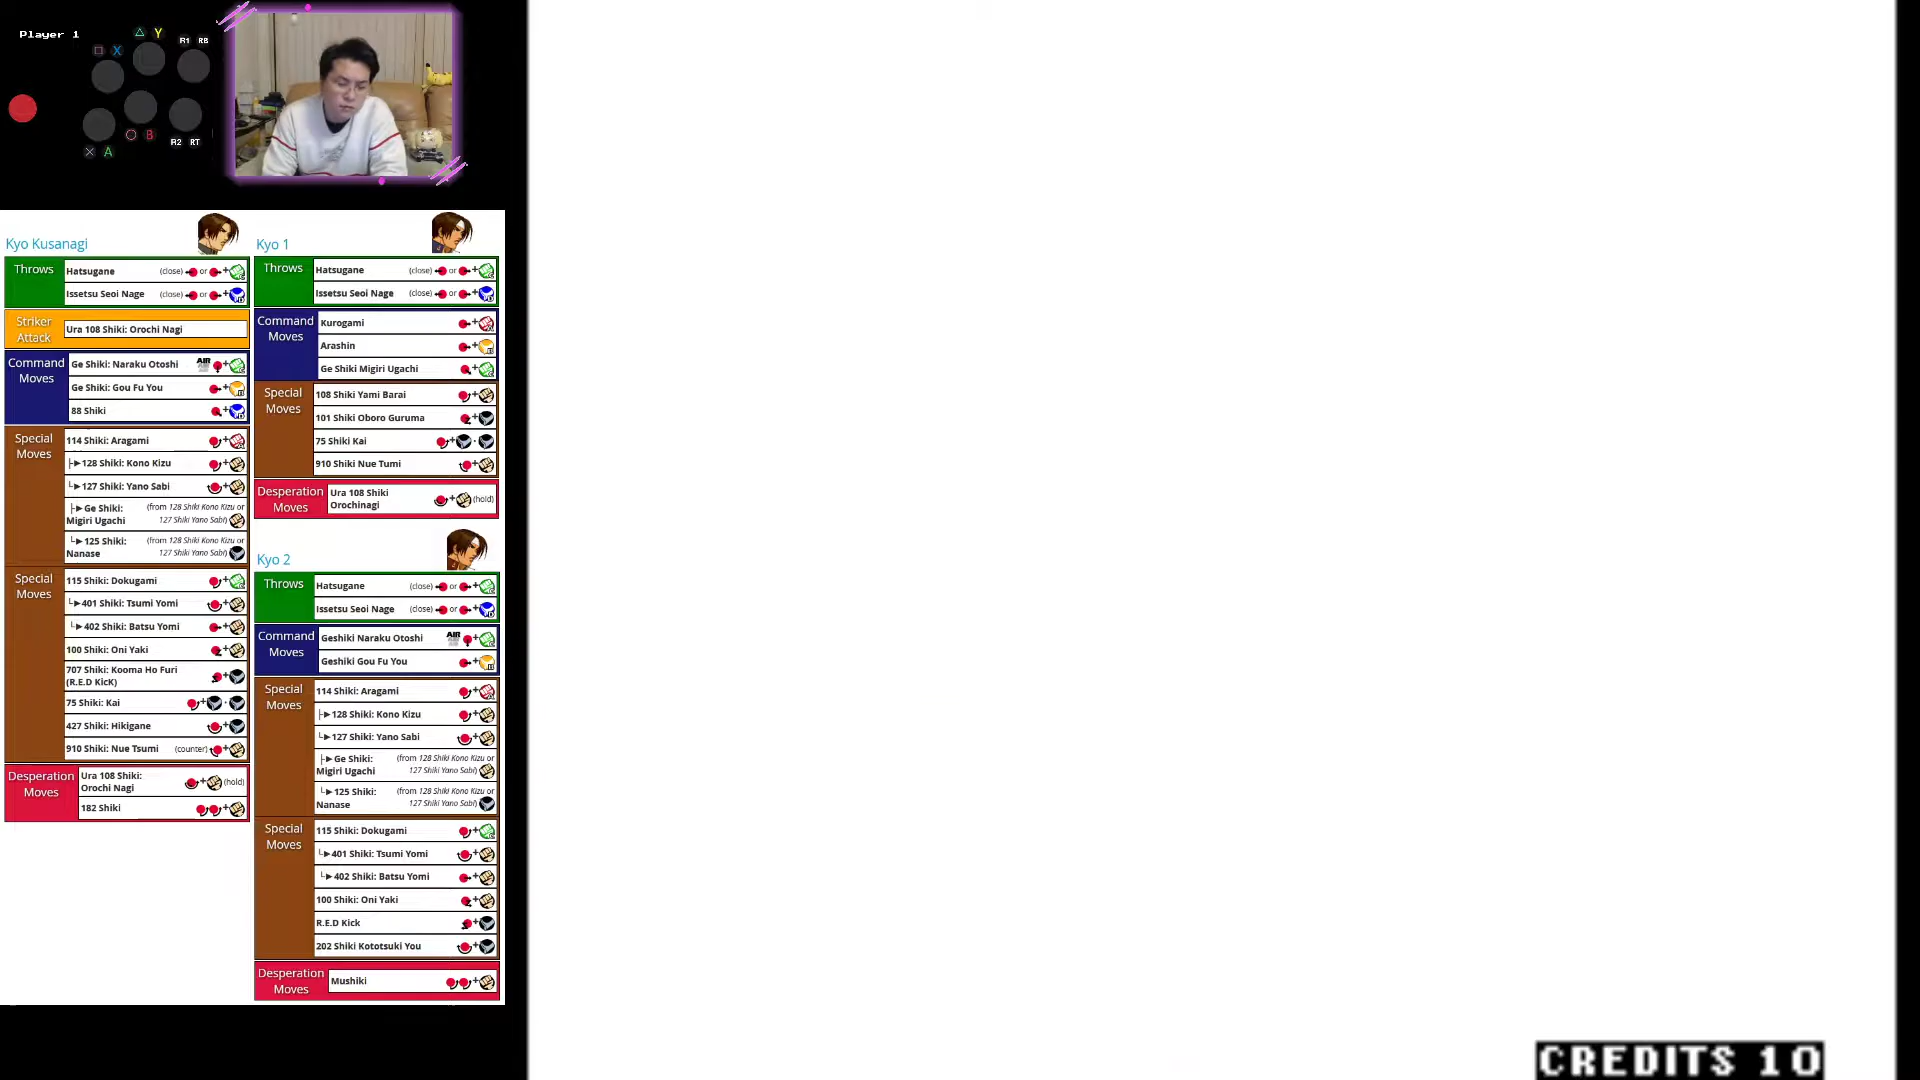 Player 1
△ Y
□ X
R1 RB
○ B
R2 RT
X A
Kyo Kusanagi
Throws
Hatsugane (close) or +C
Issetsu Seoi Nage (close) or +D
Striker Attack
Ura 108 Shiki: Orochi Nagi
Command Moves
Ge Shiki: Naraku Otoshi AIR +C
Ge Shiki: Gou Fu You +B
88 Shiki +D
Special Moves
114 Shiki: Aragami +A
128 Shiki: Kono Kizu +
127 Shiki: Yano Sabi +
Ge Shiki: Migiri Ugachi (from 128 Shiki Kono Kizu or 127 Shiki Yano Sabi)
125 Shiki: Nanase (from 128 Shiki Kono Kizu or 127 Shiki Yano Sabi)
Special Moves
115 Shiki: Dokugami +C
401 Shiki: Tsumi Yomi +
402 Shiki: Batsu Yomi +
100 Shiki: Oni Yaki +
707 Shiki: Kooma Ho Furi (R.E.D KicK) +
75 Shiki: Kai + ·
427 Shiki: Hikigane +
910 Shiki: Nue Tsumi (counter) +
Desperation Moves
Ura 108 Shiki: Orochi Nagi + (hold)
182 Shiki +
Kyo 1
Throws
Hatsugane (close) or +C
Issetsu Seoi Nage (close) or +D
Command Moves
Kurogami +A
Arashin +B
Ge Shiki Migiri Ugachi +C
Special Moves
108 Shiki Yami Barai +
101 Shiki Oboro Guruma +
75 Shiki Kai + ·
910 Shiki Nue Tumi +
Desperation Moves
Ura 108 Shiki Orochinagi + (hold)
Kyo 2
Throws
Hatsugane (close) or +C
Issetsu Seoi Nage (close) or +D
Command Moves
Geshiki Naraku Otoshi AIR +C
Geshiki Gou Fu You +B
Special Moves
114 Shiki: Aragami +A
128 Shiki: Kono Kizu +
127 Shiki: Yano Sabi +
Ge Shiki: Migiri Ugachi (from 128 Shiki Kono Kizu or 127 Shiki Yano Sabi)
125 Shiki: Nanase (from 128 Shiki Kono Kizu or 127 Shiki Yano Sabi)
Special Moves
115 Shiki: Dokugami +C
401 Shiki: Tsumi Yomi +
402 Shiki: Batsu Yomi +
100 Shiki: Oni Yaki +
R.E.D Kick +
202 Shiki Kototsuki You +
Desperation Moves
Mushiki +
CREDITS 10